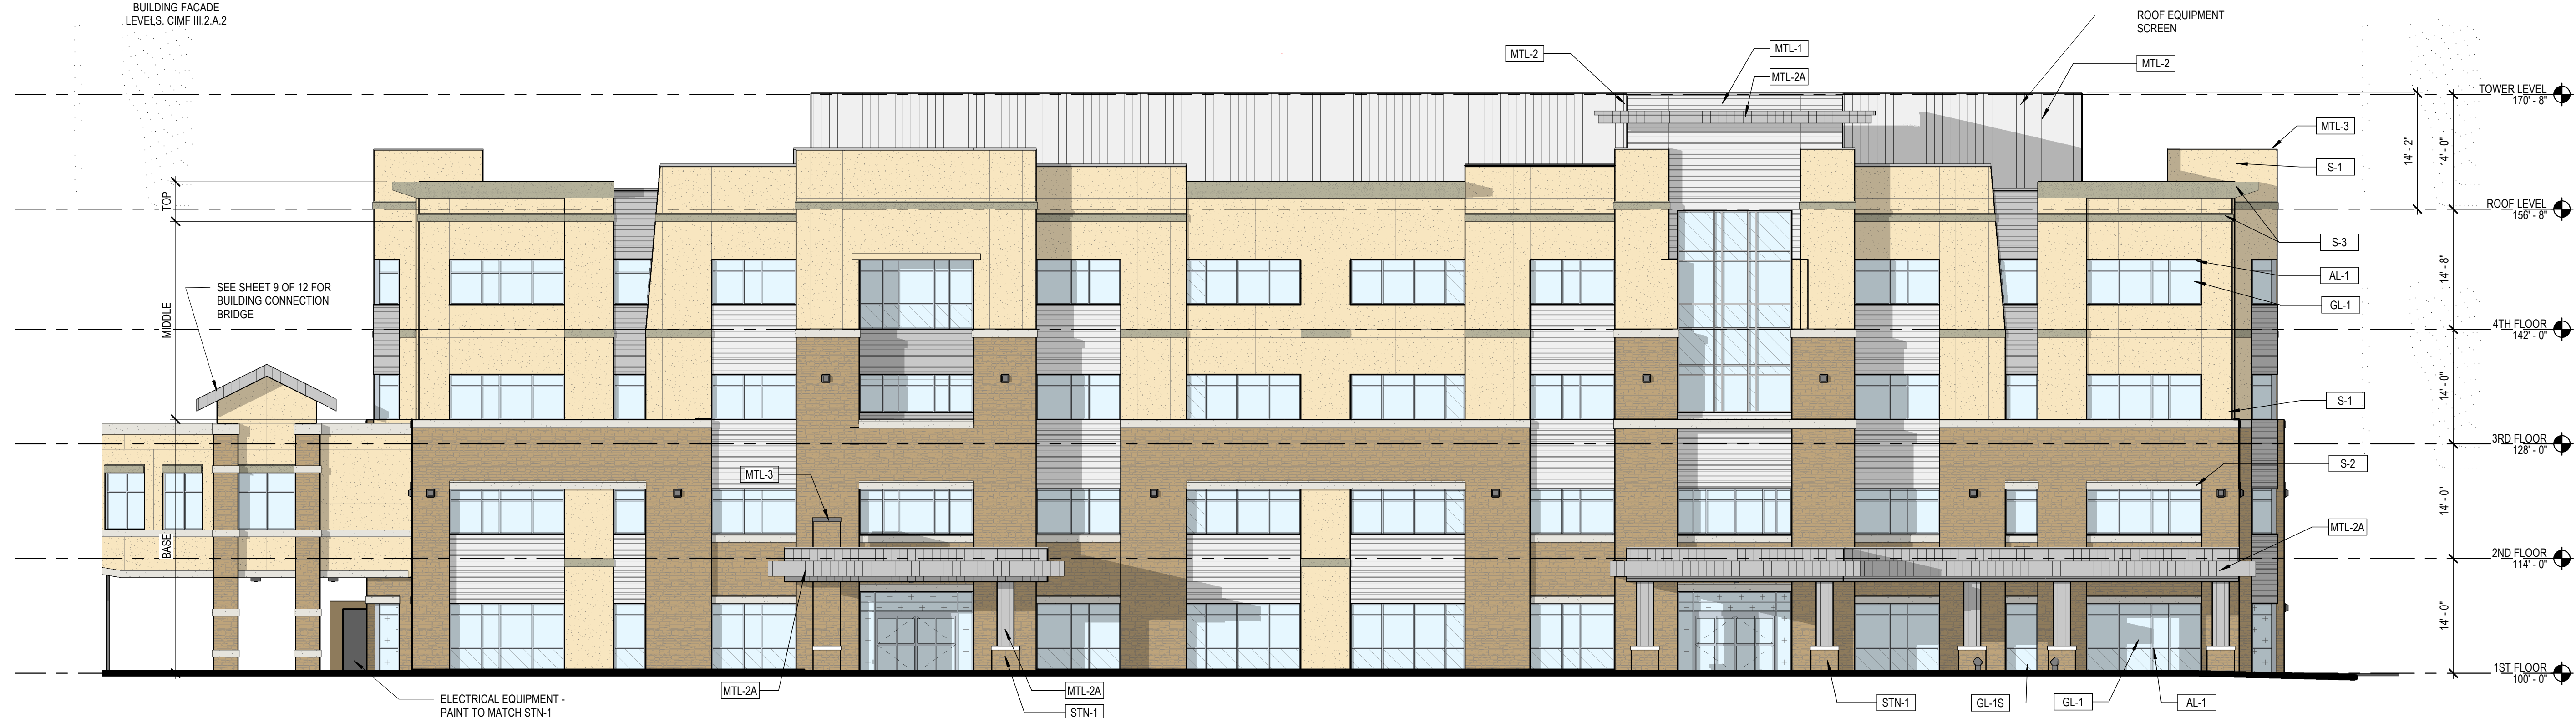 BUILDING FACADE
LEVELS. CIMF III.2.A.2
ROOF EQUIPMENT
SCREEN
MTL-2
MTL-1
MTL-2A
MTL-2
TOWER LEVEL
170' - 8"
MTL-3
14' - 2"
14' - 0"
S-1
TOP
ROOF LEVEL
156' - 8"
S-3
AL-1
14' - 8"
SEE SHEET 9 OF 12 FOR
BUILDING CONNECTION
BRIDGE
GL-1
MIDDLE
4TH FLOOR
142' - 0"
14' - 0"
S-1
3RD FLOOR
128' - 0"
S-2
MTL-3
14' - 0"
MTL-2A
BASE
2ND FLOOR
114' - 0"
14' - 0"
1ST FLOOR
100' - 0"
MTL-2A
MTL-2A
ELECTRICAL EQUIPMENT -
PAINT TO MATCH STN-1
STN-1
STN-1
GL-1S
GL-1
AL-1